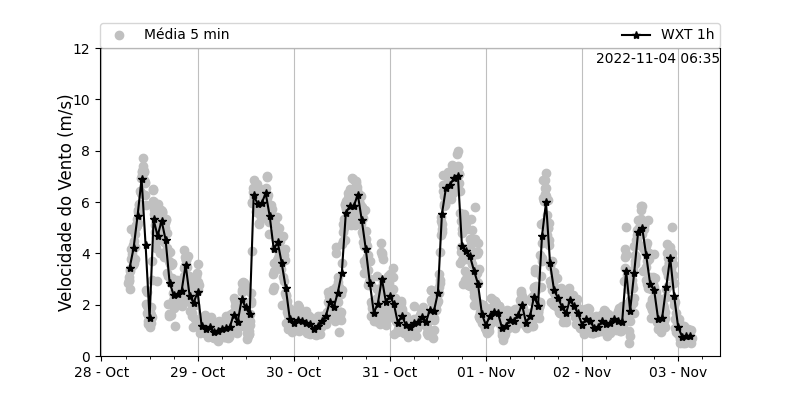 Média 5 min
WXT 1h
2022-11-04 06:35
Velocidade do Vento (m/s)
12
10
8
6
4
2
0
28 - Oct
29 - Oct
30 - Oct
31 - Oct
01 - Nov
02 - Nov
03 - Nov